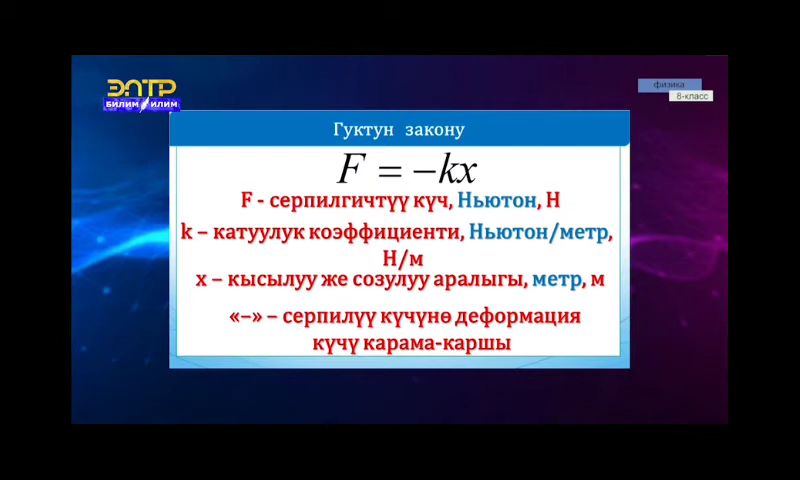 ЭЛТР
БИЛИМ ИЛИМ
физика
8-класс
Гуктун закону
F = −kx
F - серпилгичтүү күч, Ньютон, Н
k – катуулук коэффициенти, Ньютон/метр,
Н/м
х – кысылуу же созулуу аралыгы, метр, м
«−» – серпилүү күчүнө деформация
күчү карама-каршы